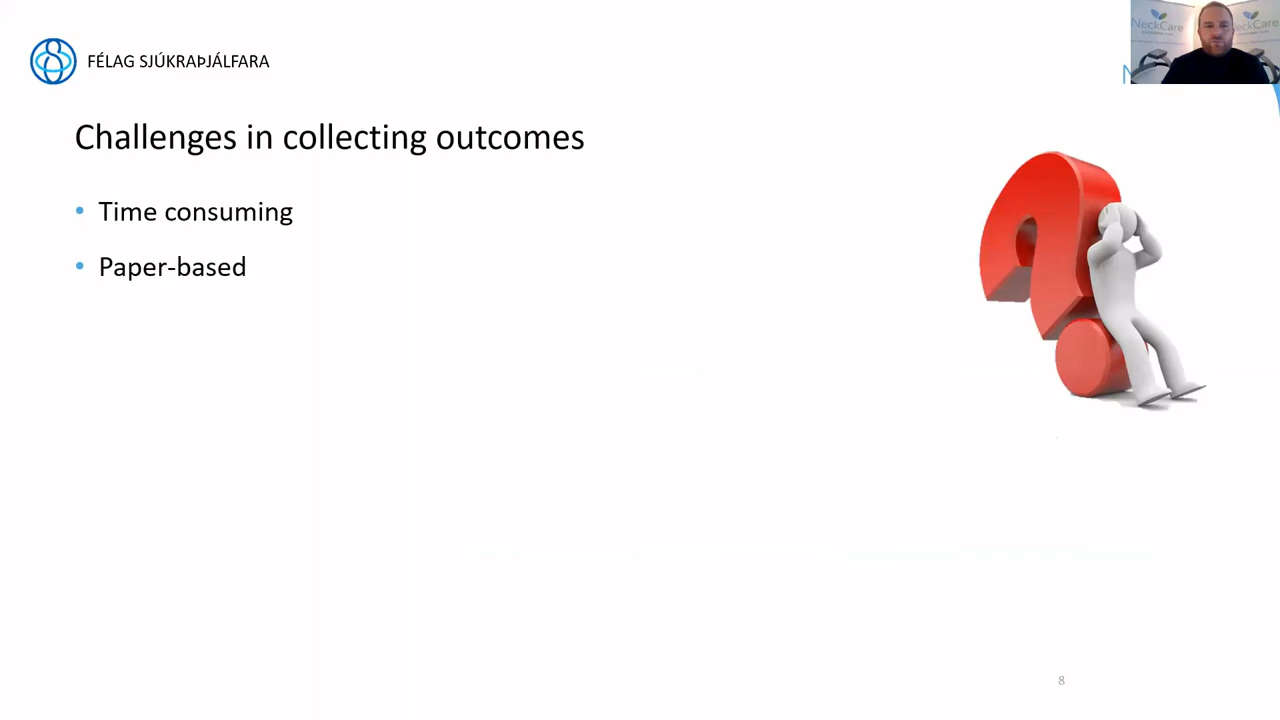 FÉLAG SJÚKRAÞJÁLFARA
NeckCare
NeckCare
N
Challenges in collecting outcomes
• Time consuming
• Paper-based
8